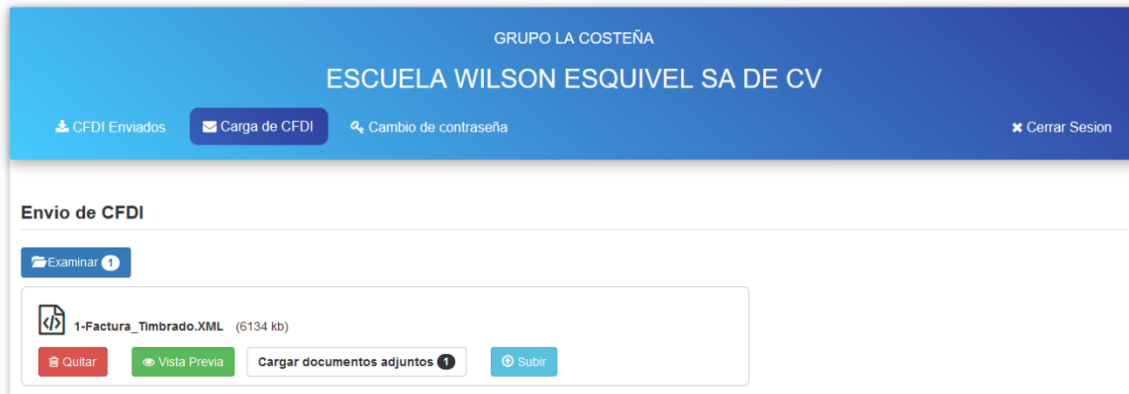 GRUPO LA COSTEÑA
ESCUELA WILSON ESQUIVEL SA DE CV
CFDI Enviados Carga de CFDI Cambio de contraseña Cerrar Sesion
Envio de CFDI
Examinar 1
1-Factura_Timbrado.XML (6134 kb)
Quitar Vista Previa Cargar documentos adjuntos 1 Subir